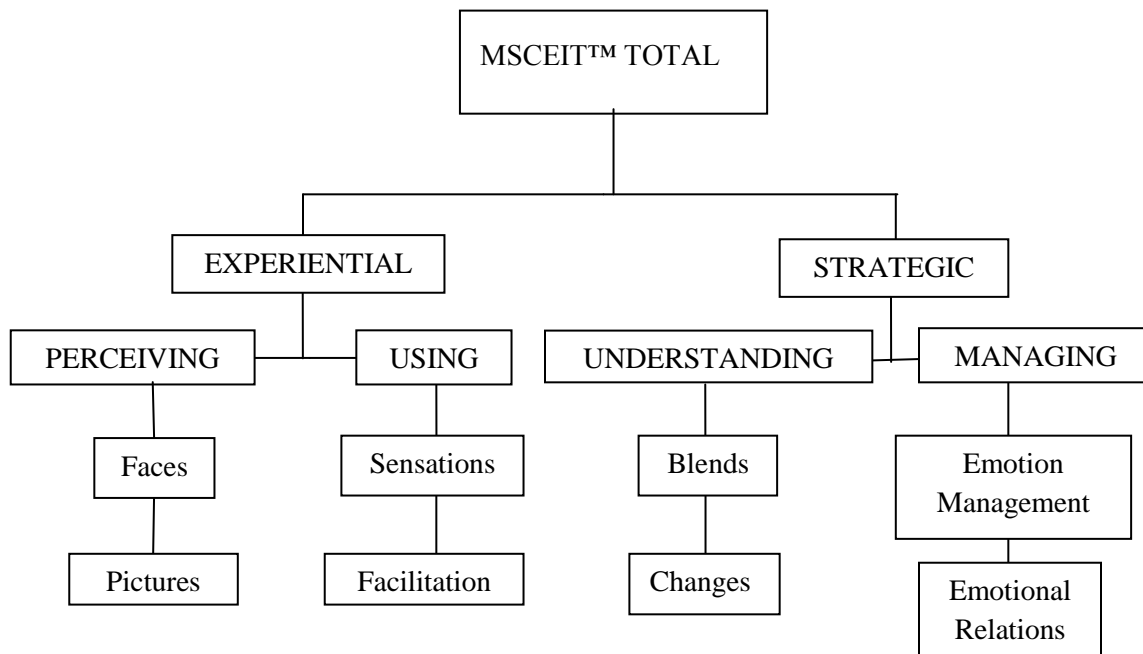 MSCEIT™ TOTAL
EXPERIENTIAL
STRATEGIC
PERCEIVING
USING
UNDERSTANDING
MANAGING
Faces
Sensations
Blends
Emotion
Management
Pictures
Facilitation
Changes
Emotional
Relations